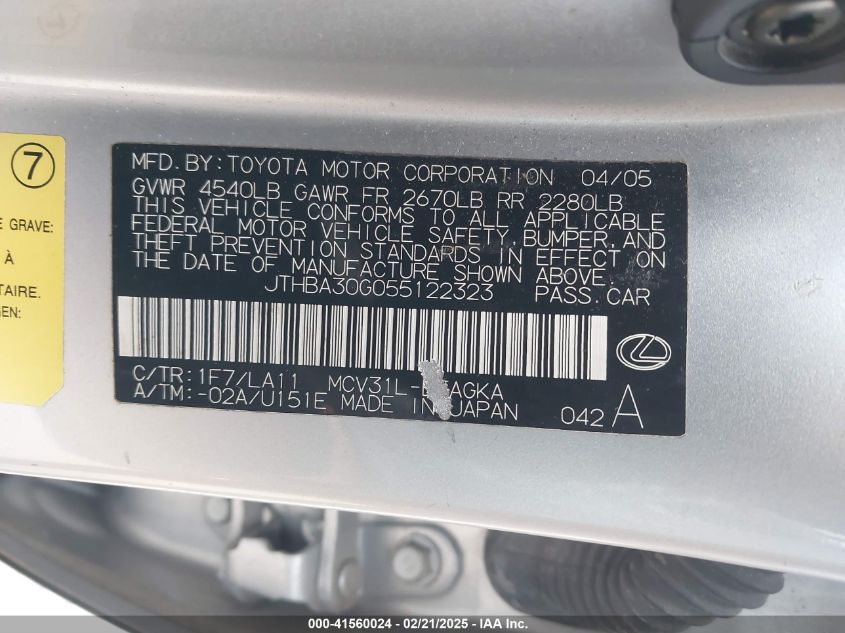 7
E GRAVE:
À
TAIRE.
GEN:
MFD. BY: TOYOTA MOTOR CORPORATION 04/05
GVWR 4540LB GAWR FR 2670LB RR 2280LB
THIS VEHICLE CONFORMS TO ALL APPLICABLE
FEDERAL MOTOR VEHICLE SAFETY, BUMPER, AND
THEFT PREVENTION STANDARDS IN EFFECT ON
THE DATE OF MANUFACTURE SHOWN ABOVE.
JTHBA30G055122323 PASS. CAR
C/TR: 1F7/LA11 MCV31L-
A/TM: -02A/U151E MADE IN JAPAN 042 A
000-41560024 / 02/21/2025 - IAA Inc.